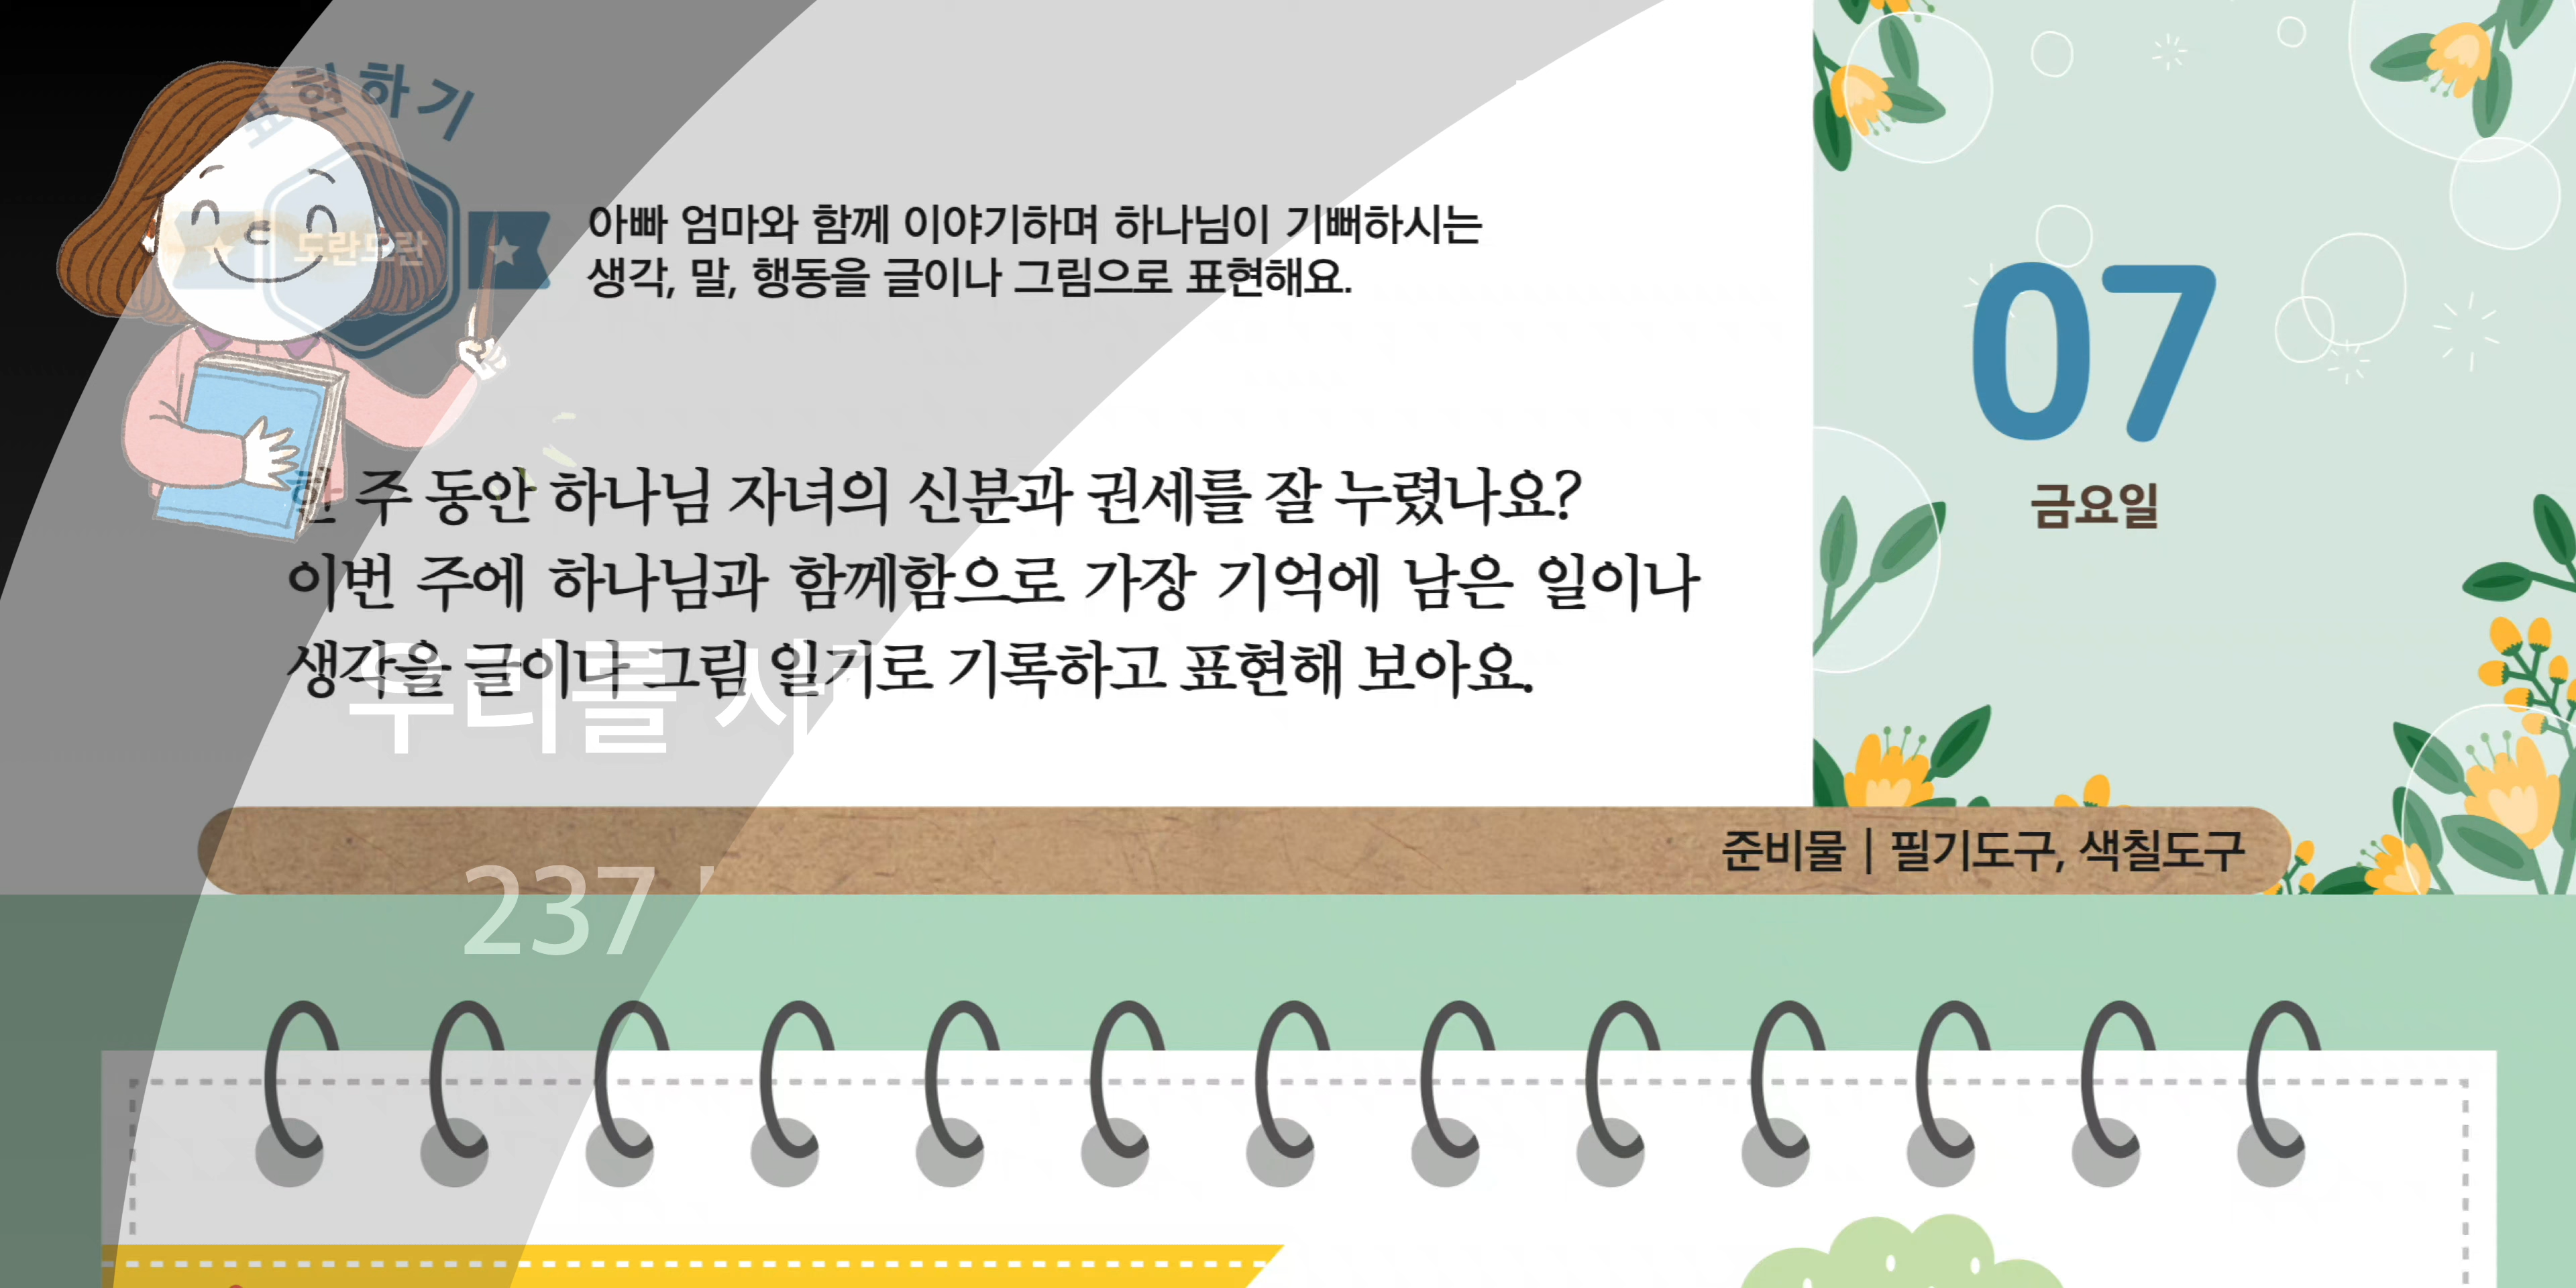 표현하기
도란도란
아빠 엄마와 함께 이야기하며 하나님이 기뻐하시는
생각, 말, 행동을 글이나 그림으로 표현해요.
07
금요일
한 주 동안 하나님 자녀의 신분과 권세를 잘 누렸나요?
이번 주에 하나님과 함께함으로 가장 기억에 남은 일이나
생각을 글이나 그림 일기로 기록하고 표현해 보아요.
우리를
준비물 | 필기도구, 색칠도구
237